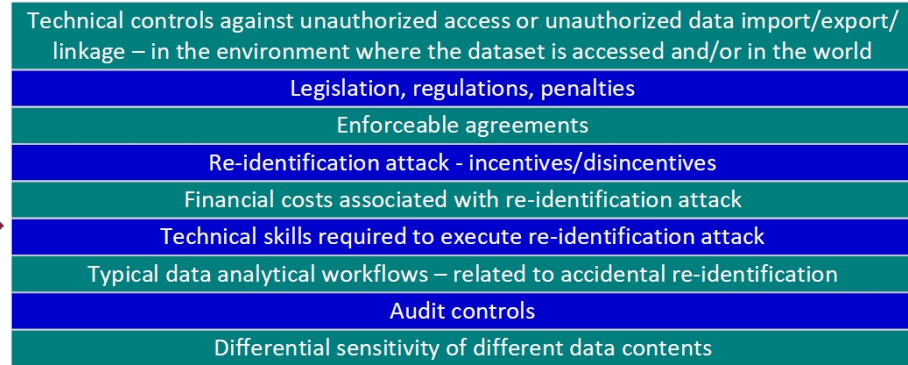 Technical controls against unauthorized access or unauthorized data import/export/
linkage – in the environment where the dataset is accessed and/or in the world
Legislation, regulations, penalties
Enforceable agreements
Re-identification attack - incentives/disincentives
Financial costs associated with re-identification attack
Technical skills required to execute re-identification attack
Typical data analytical workflows – related to accidental re-identification
Audit controls
Differential sensitivity of different data contents